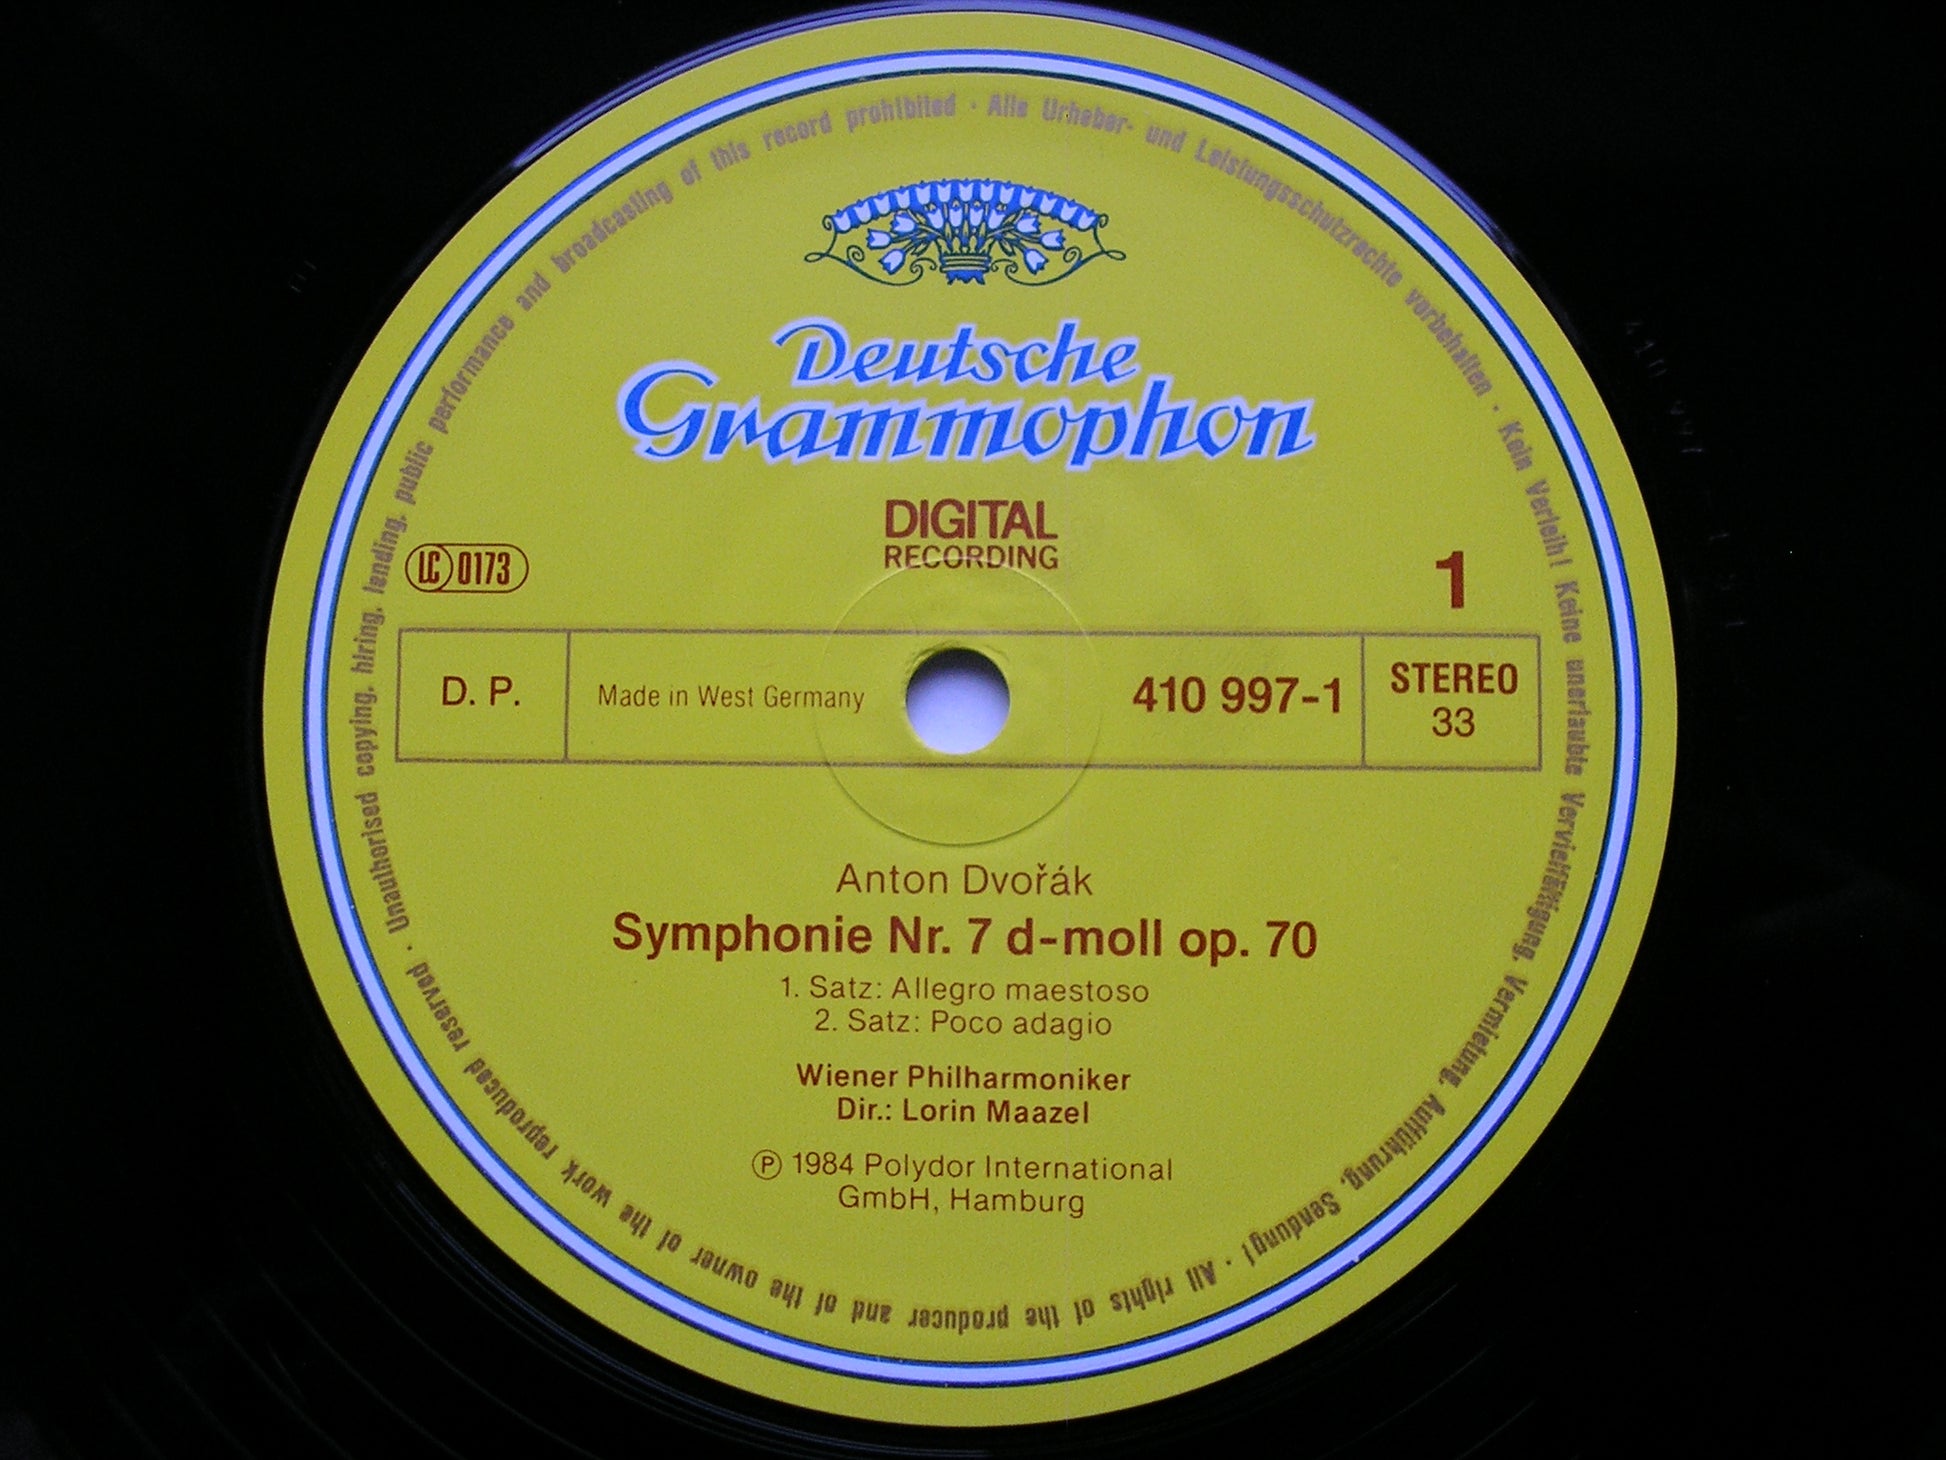 Unauthorised copying, hiring, lending, public performance and broadcasting of this record prohibited · Alle Urheber- und Leistungsschutzrechte vorbehalten · Kein Verleih! Keine unerlaubte Vervielfältigung, Vermietung, Aufführung, Sendung! · All rights of the producer and of the owner of the work reproduced reserved ·
Deutsche
Grammophon
DIGITAL
RECORDING
LC 0173
1
D. P.
Made in West Germany
410 997-1
STEREO
33
Anton Dvořák
Symphonie Nr. 7 d-moll op. 70
1. Satz: Allegro maestoso
2. Satz: Poco adagio
Wiener Philharmoniker
Dir.: Lorin Maazel
Ⓟ 1984 Polydor International
GmbH, Hamburg